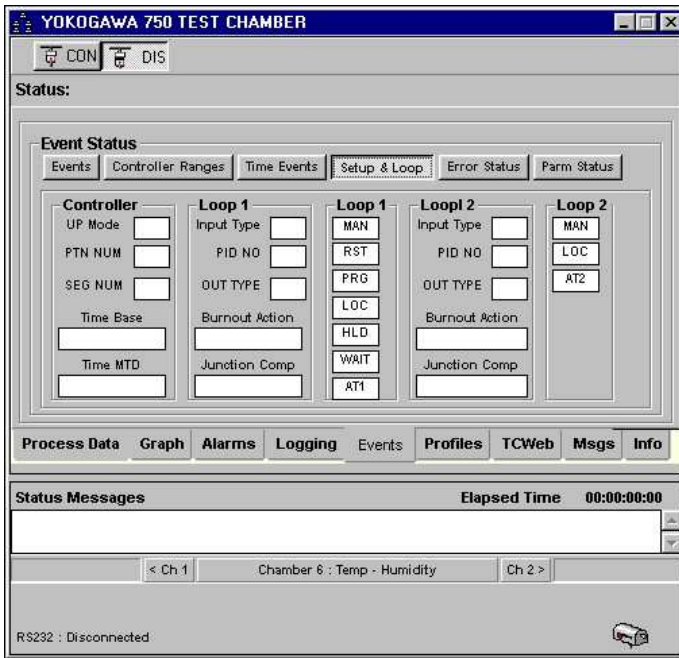 YOKOGAWA 750 TEST CHAMBER
CON DIS
Status:
Event Status
Events Controller Ranges Time Events Setup & Loop Error Status Parm Status
Controller Loop 1 Loop 1 Loopl 2 Loop 2
UP Mode Input Type MAN Input Type MAN
PTN NUM PID NO RST PID NO LOC
SEG NUM OUT TYPE PRG OUT TYPE AT2
Time Base Burnout Action LOC Burnout Action
HLD
Time MTD Junction Comp WAIT Junction Comp
AT1
Process Data Graph Alarms Logging Events Profiles TCWeb Msgs Info
Status Messages Elapsed Time 00:00:00:00
< Ch 1 Chamber 6 : Temp - Humidity Ch 2 >
RS232 : Disconnected